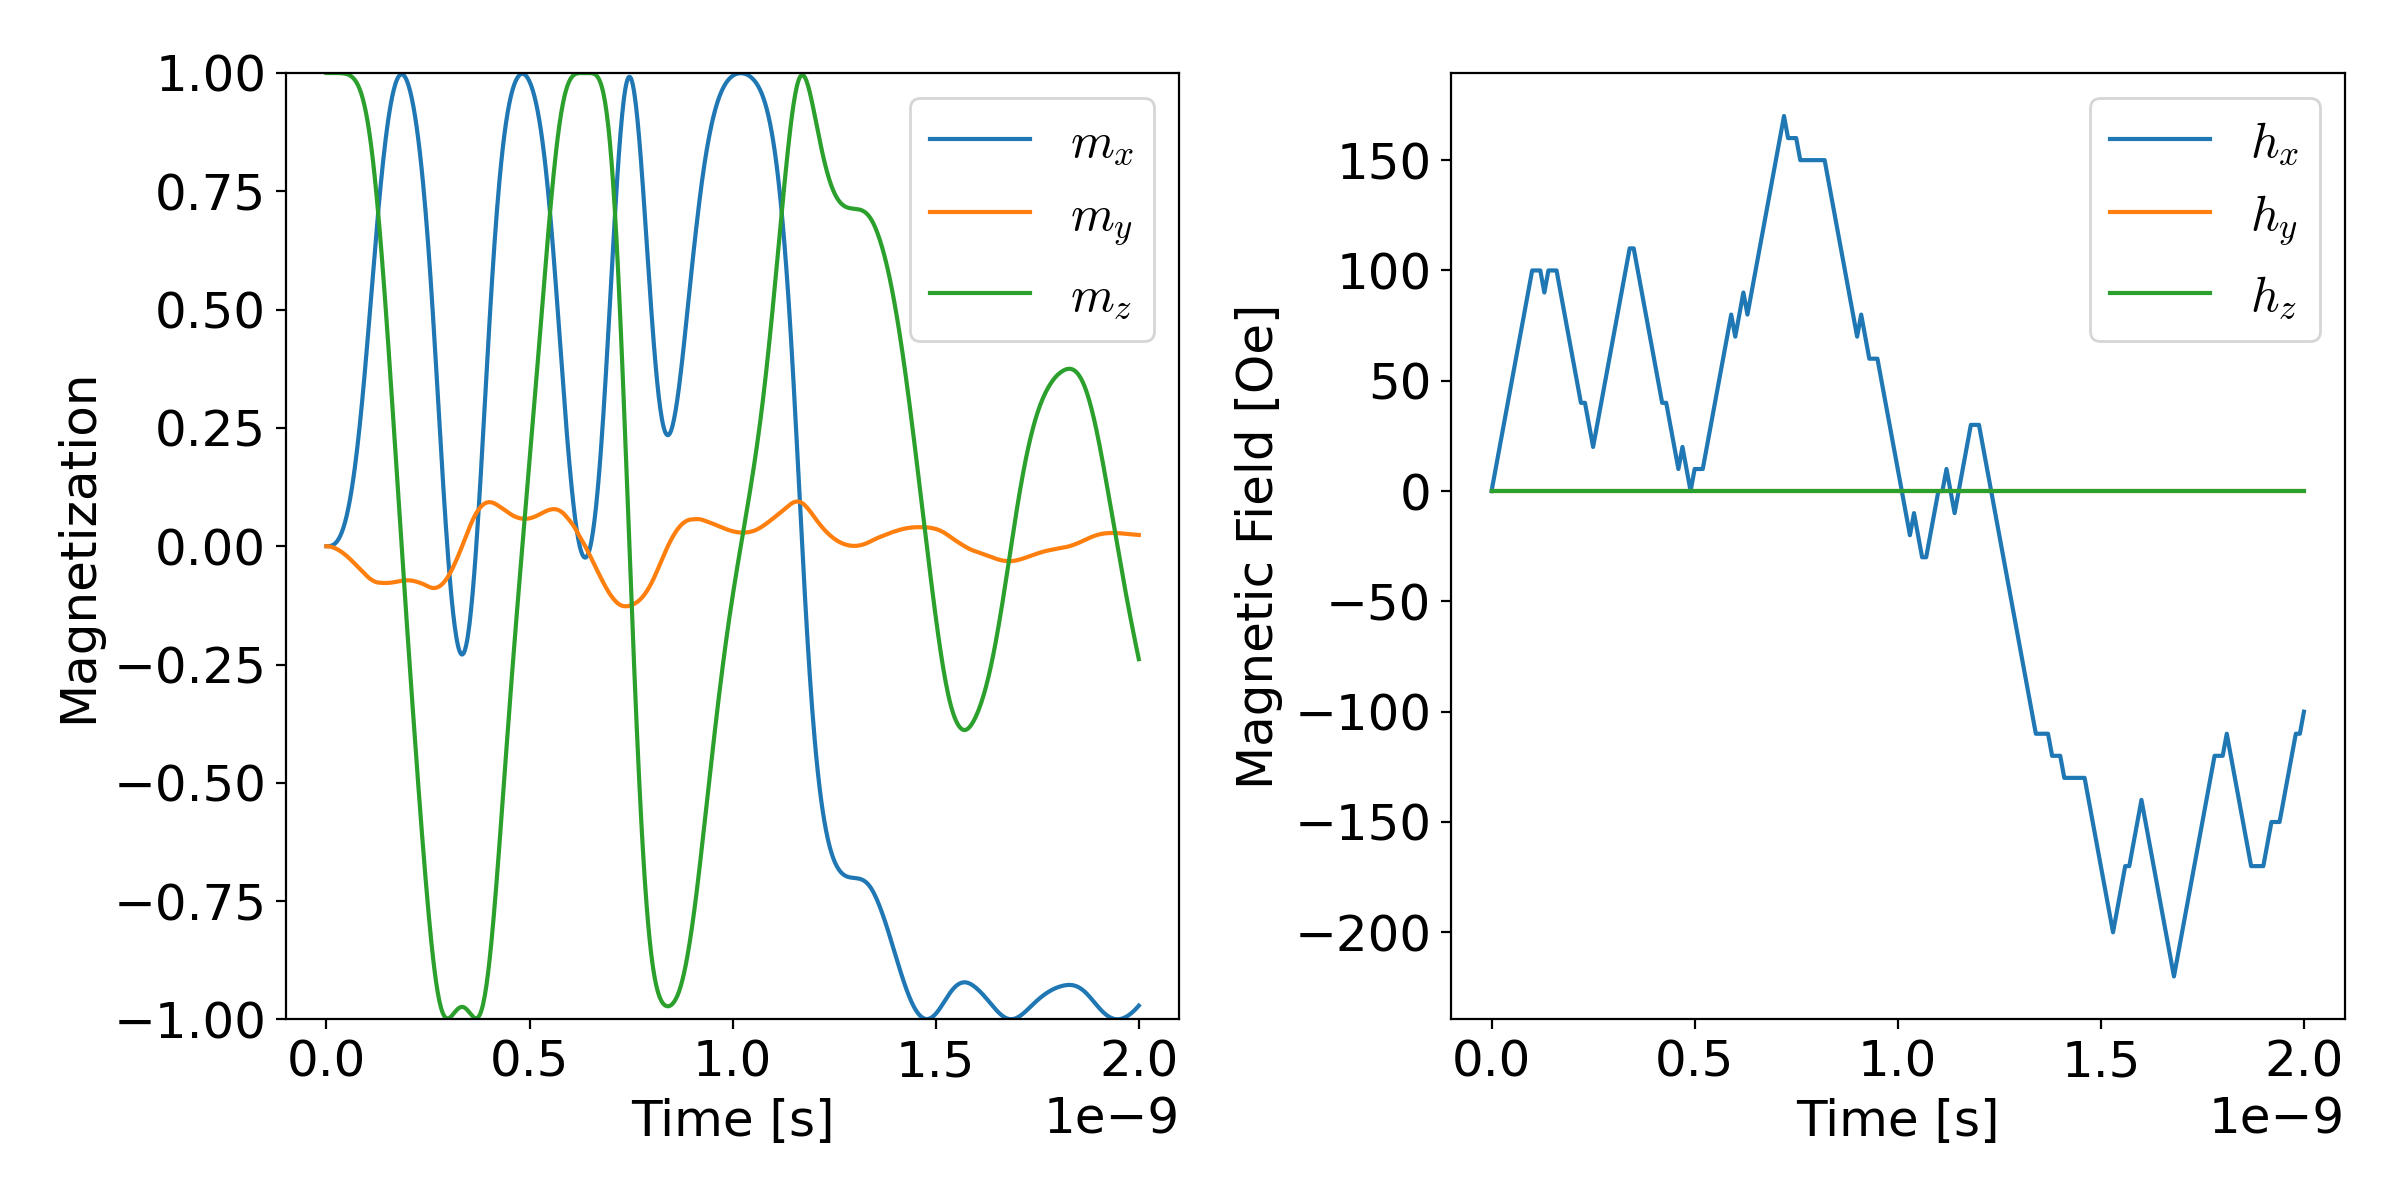 Magnetization
1.00
0.75
0.50
0.25
0.00
−0.25
−0.50
−0.75
−1.00
0.0 0.5 1.0 1.5 2.0
Time [s] 1e−9
m_x
m_y
m_z
Magnetic Field [Oe]
150
100
50
0
−50
−100
−150
−200
0.0 0.5 1.0 1.5 2.0
Time [s] 1e−9
h_x
h_y
h_z